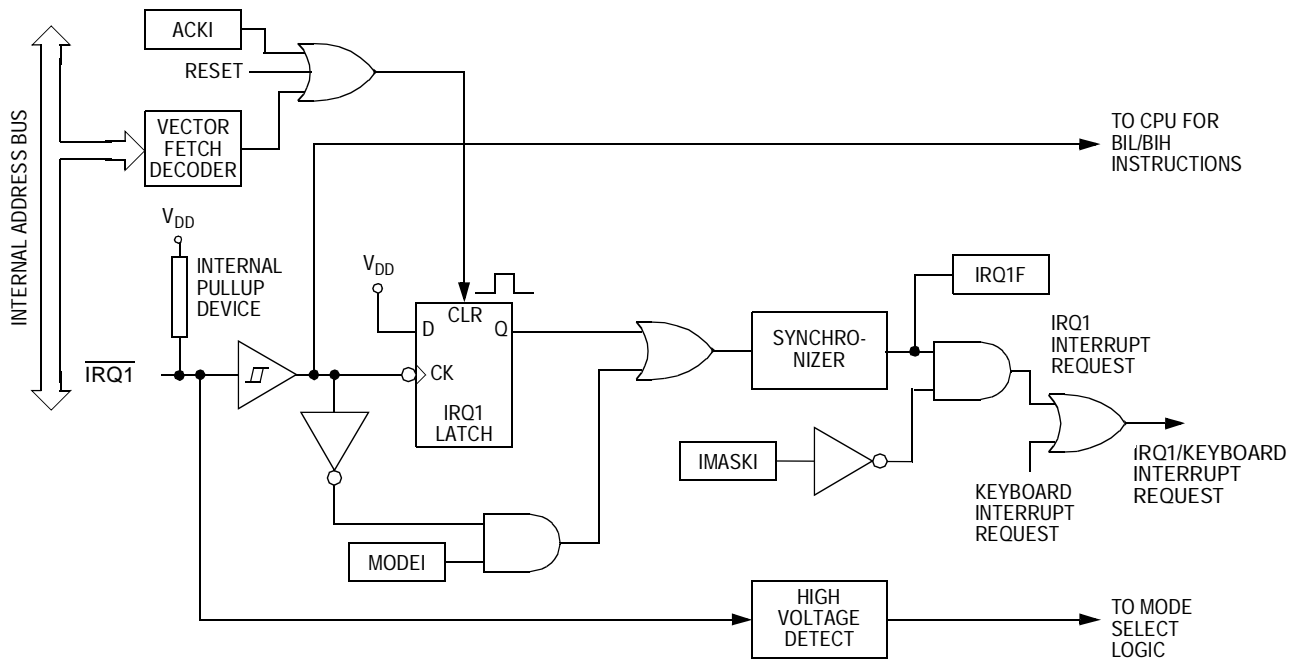 ACKI
RESET
INTERNAL ADDRESS BUS
VECTOR
FETCH
DECODER
TO CPU FOR
BIL/BIH
INSTRUCTIONS
VDD
INTERNAL
PULLUP
DEVICE
VDD
CLR
D
Q
CK
IRQ1
LATCH
IRQ1
SYNCHRO-
NIZER
IRQ1F
IRQ1
INTERRUPT
REQUEST
IMASKI
KEYBOARD
INTERRUPT
REQUEST
IRQ1/KEYBOARD
INTERRUPT
REQUEST
MODEI
HIGH
VOLTAGE
DETECT
TO MODE
SELECT
LOGIC